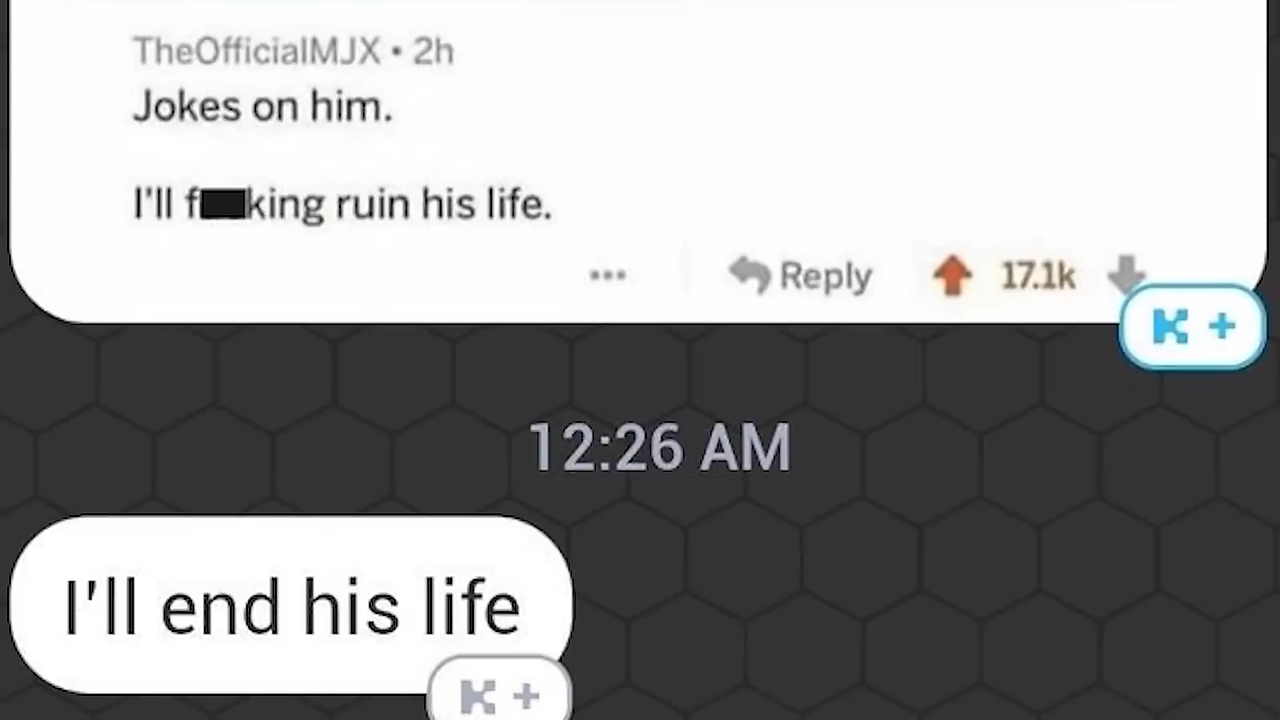 TheOfficialMJX • 2h
Jokes on him.
I'll f██king ruin his life.
... Reply 17.1k
K +
12:26 AM
I'll end his life
K +